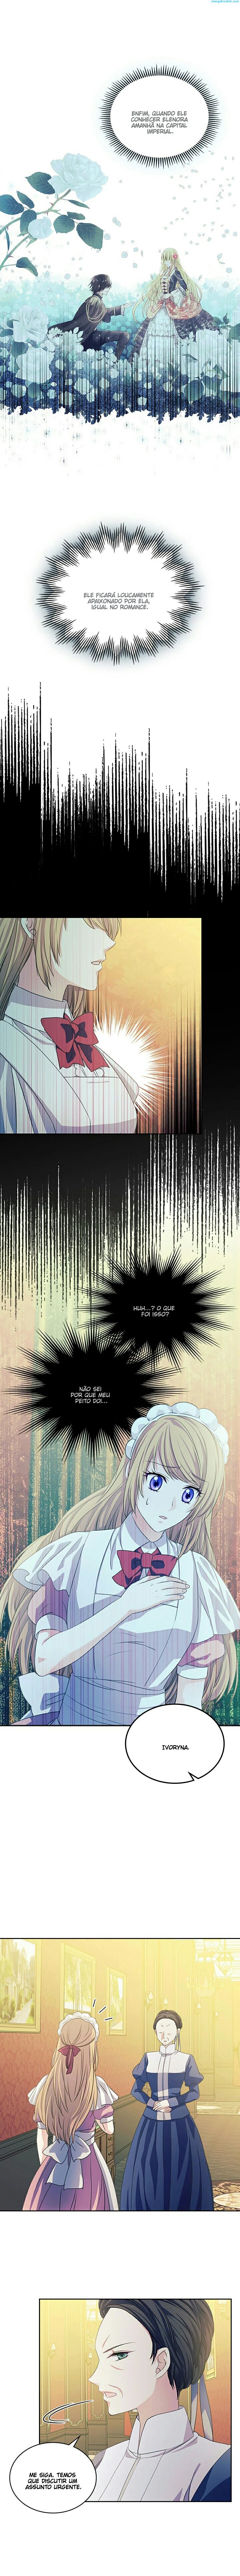 ENFIM, QUANDO ELE
CONHECER ELENORA
AMANHÃ NA CAPITAL
IMPERIAL.
ELE FICARÁ LOUCAMENTE
APAIXONADO POR ELA,
IGUAL NO ROMANCE.
HUH...? O QUE
FOI ISSO?
NÃO SEI
POR QUE MEU
PEITO DÓI...
IVORYNA.
ME SIGA. TEMOS
QUE DISCUTIR UM
ASSUNTO URGENTE.